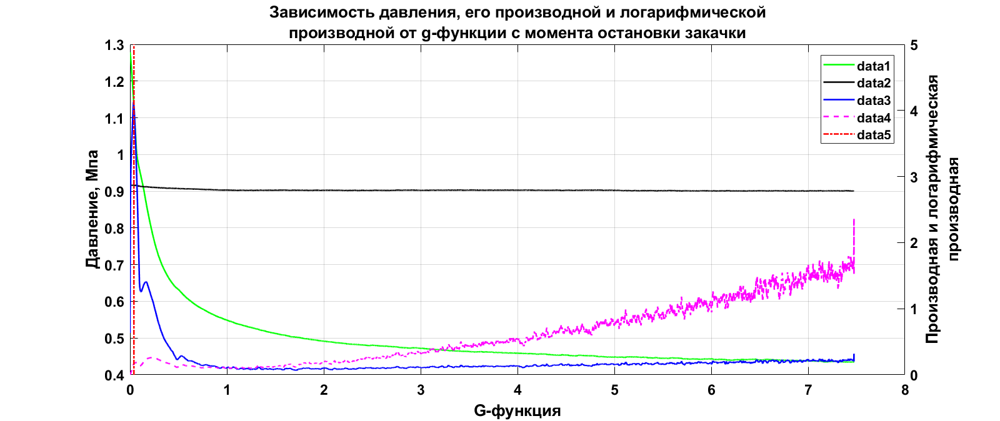 Зависимость давления, его производной и логарифмической
производной от g-функции с момента остановки закачки
1.3
1.2
1.1
1
0.9
0.8
0.7
0.6
0.5
0.4
Давление, Мпа
0 1 2 3 4 5 6 7 8
G-функция
5
4
3
2
1
0
Производная и логарифмическая
производная
data1
data2
data3
data4
data5